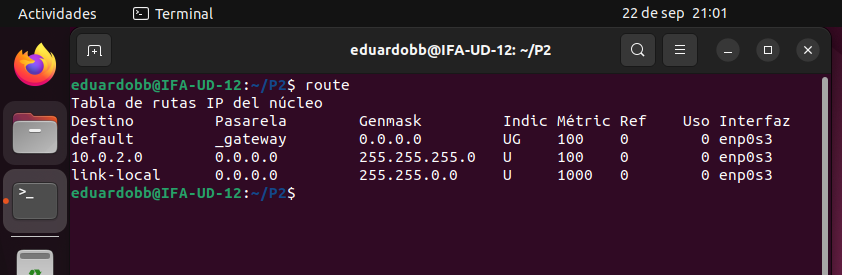 Actividades Terminal 22 de sep 21:01
eduardobb@IFA-UD-12: ~/P2
eduardobb@IFA-UD-12:~/P2$ route
Tabla de rutas IP del núcleo
Destino Pasarela Genmask Indic Métric Ref Uso Interfaz
default _gateway 0.0.0.0 UG 100 0 0 enp0s3
10.0.2.0 0.0.0.0 255.255.255.0 U 100 0 0 enp0s3
link-local 0.0.0.0 255.255.0.0 U 1000 0 0 enp0s3
eduardobb@IFA-UD-12:~/P2$